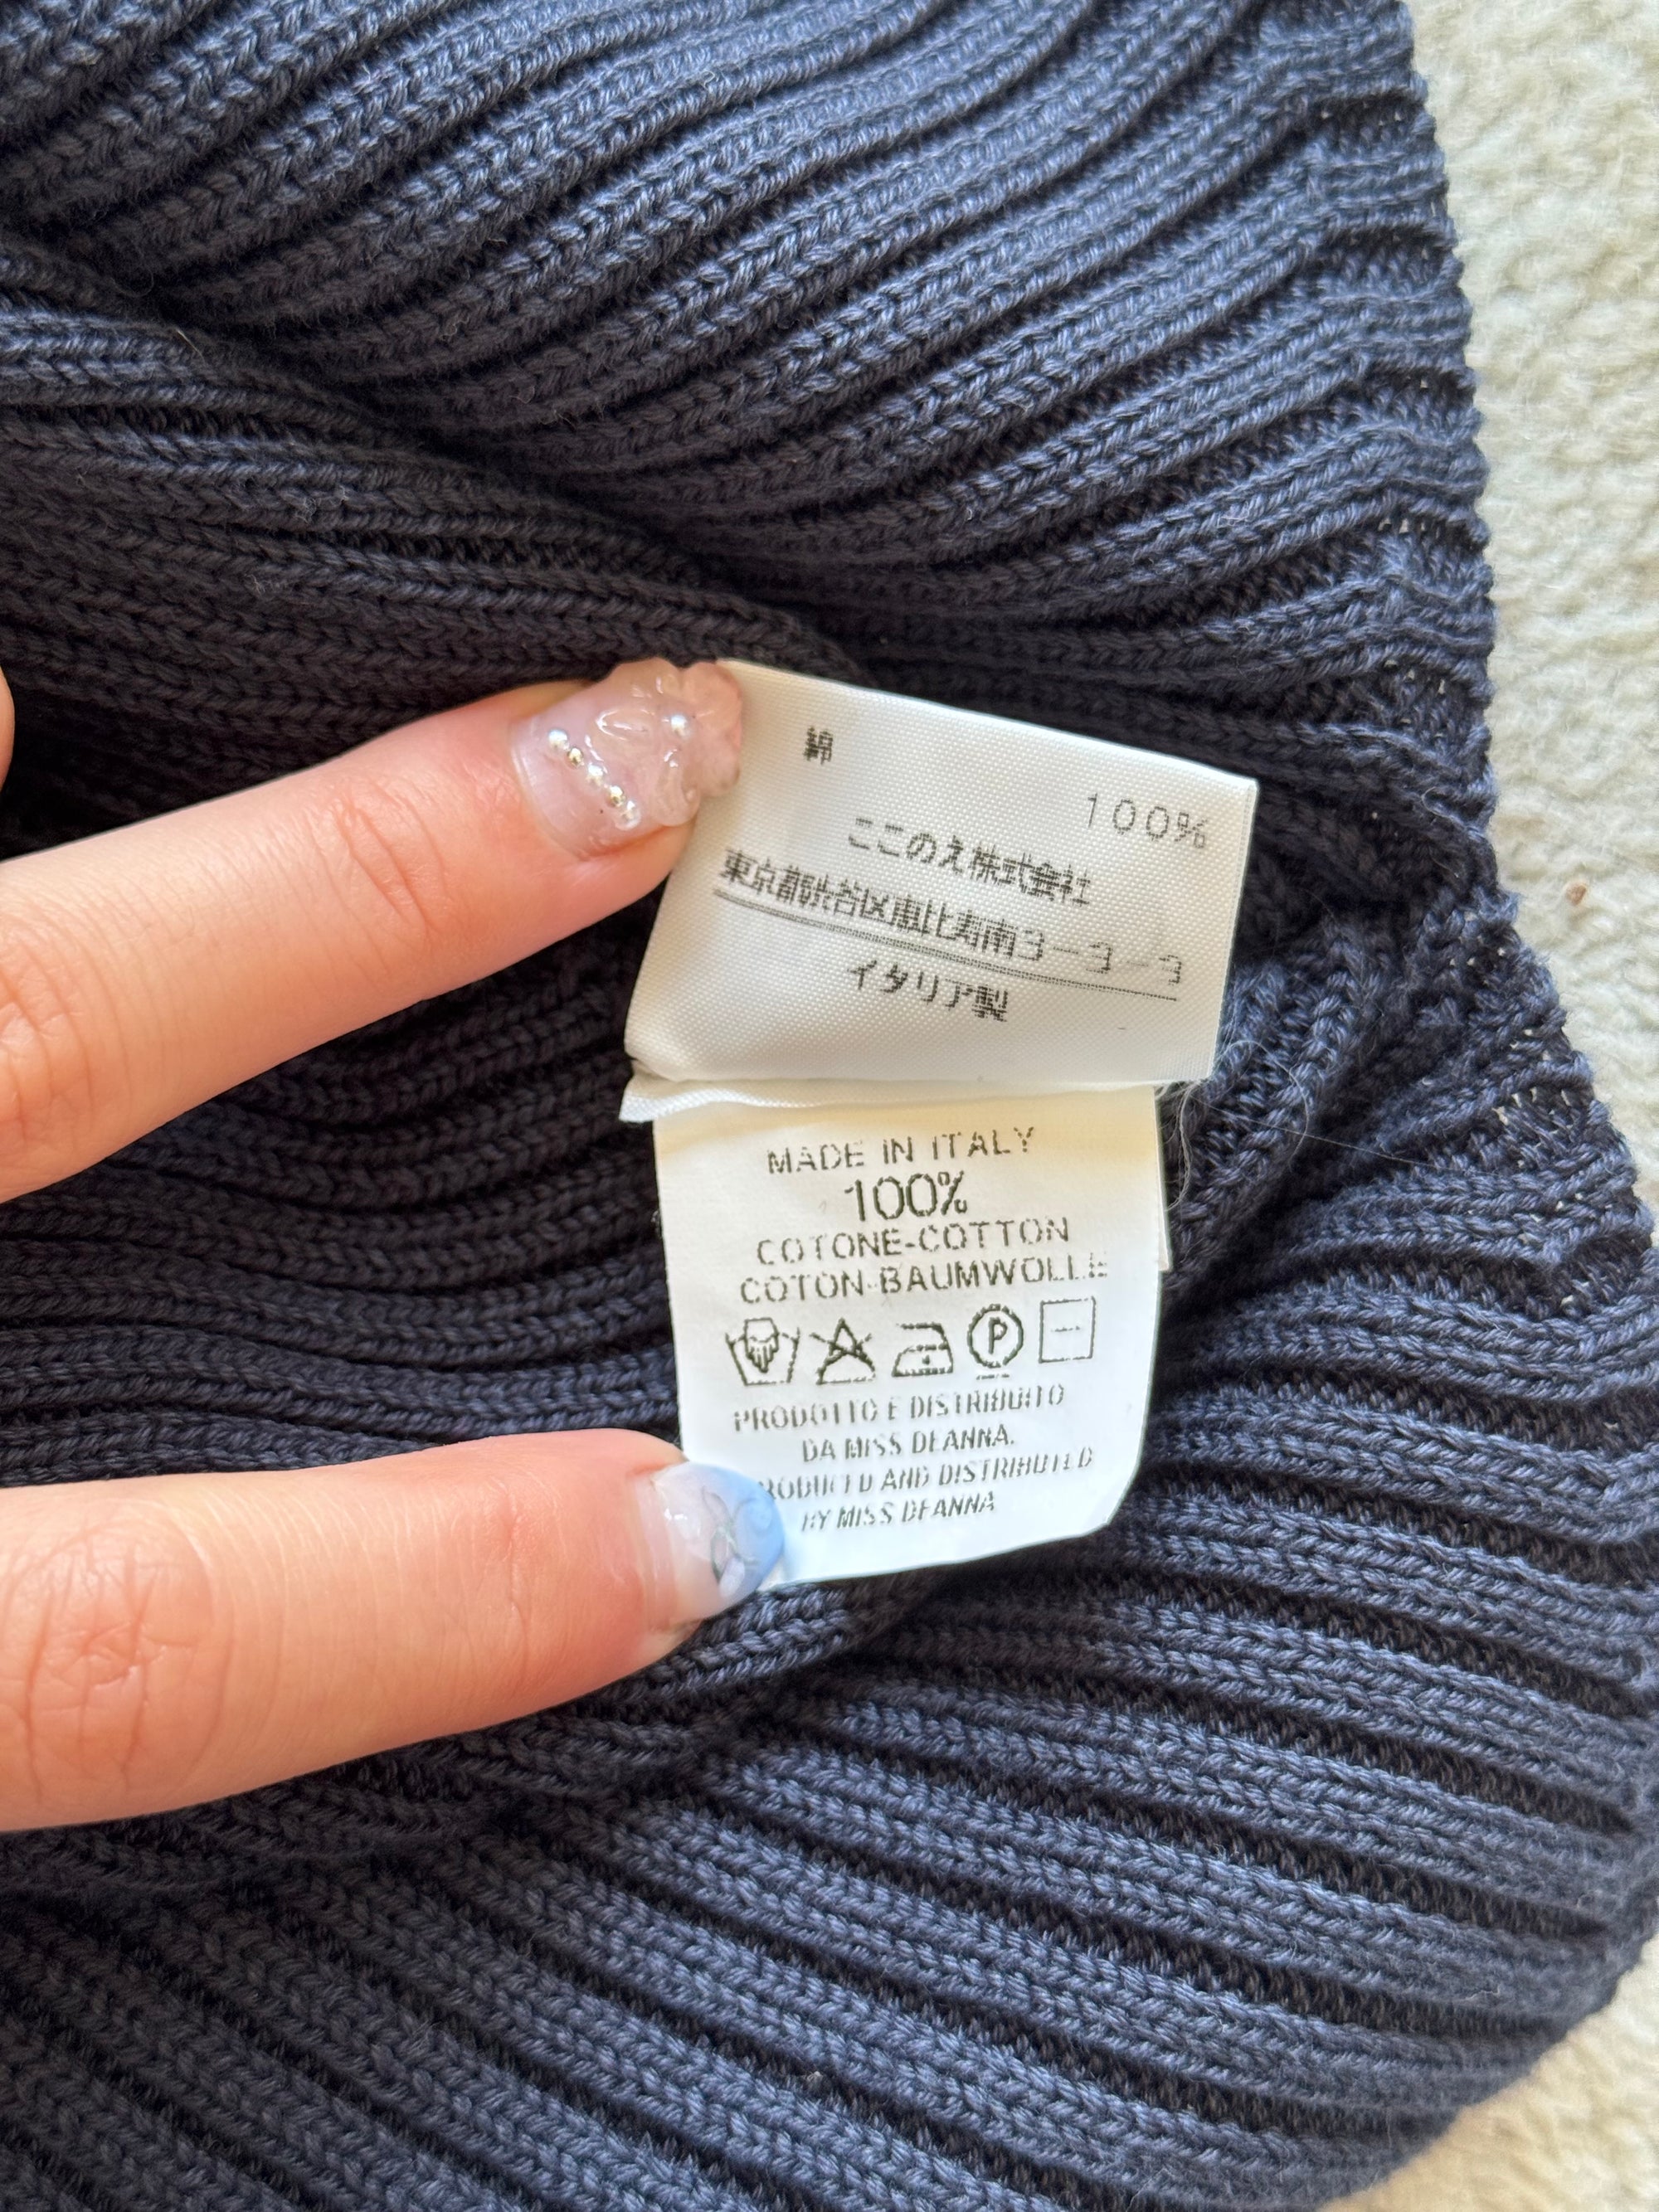 綿
100%
ここのえ株式会社
東京都渋谷区恵比寿南3-3-3
イタリア製
MADE IN ITALY
100%
COTONE-COTTON
COTON-BAUMWOLLE
P
PRODOTTO E DISTRIBUITO
DA MISS DEANNA.
PRODUCED AND DISTRIBUTED
BY MISS DEANNA